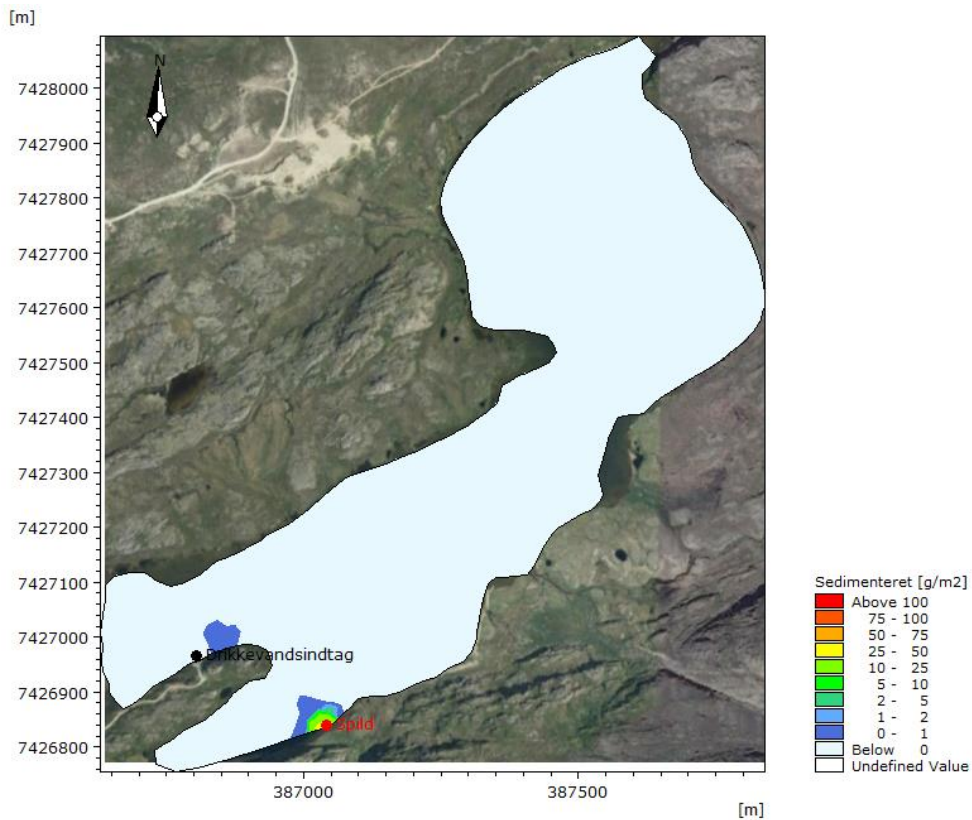 [m]
N
7428000
7427900
7427800
7427700
7427600
7427500
7427400
7427300
7427200
7427100
7427000
7426900
7426800
Drikkevandsindtag
Spild
387000
387500
[m]
Sedimenteret [g/m2]
Above 100
75 - 100
50 - 75
25 - 50
10 - 25
5 - 10
2 - 5
1 - 2
0 - 1
Below 0
Undefined Value